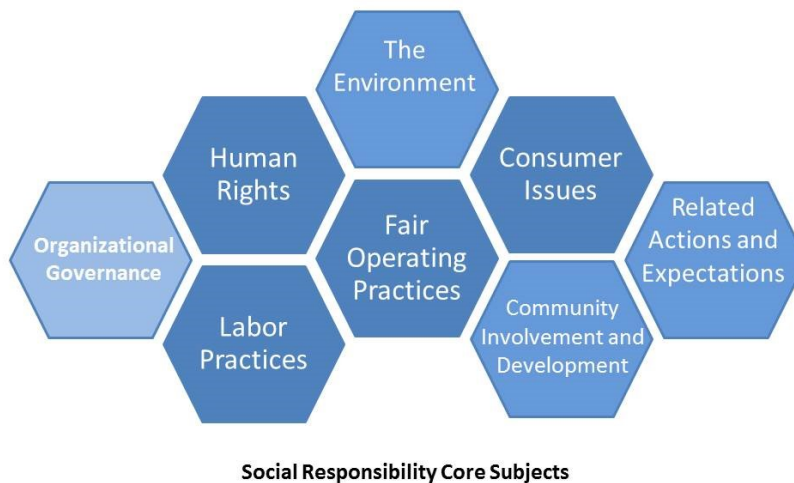 The
Environment
Human
Rights
Consumer
Issues
Organizational
Governance
Fair
Operating
Practices
Related
Actions and
Expectations
Labor
Practices
Community
Involvement and
Development
Social Responsibility Core Subjects